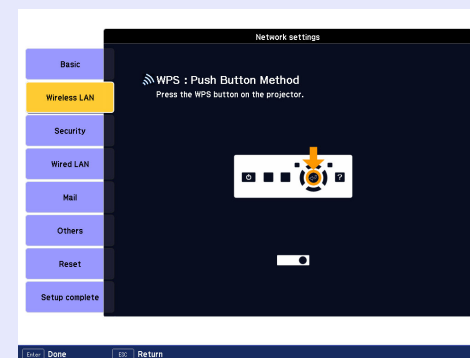 Network settings
Basic
Wireless LAN
Security
Wired LAN
Mail
Others
Reset
Setup complete
WPS : Push Button Method
Press the WPS button on the projector.
?
Enter Done
ESC Return